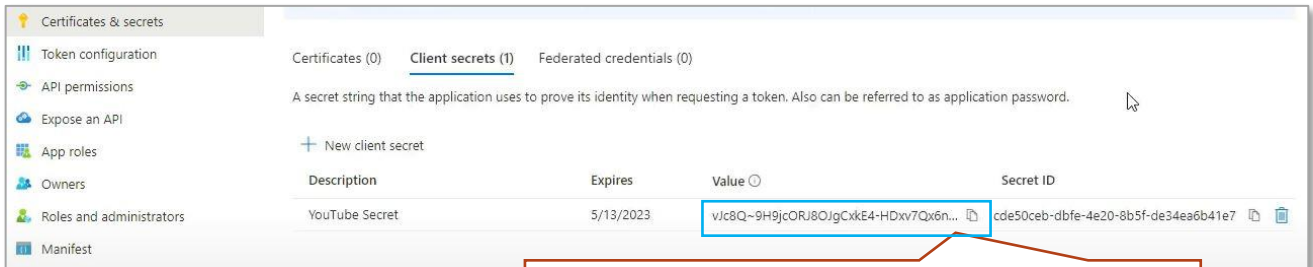 Certificates & secrets
Token configuration
API permissions
Expose an API
App roles
Owners
Roles and administrators
Manifest
Certificates (0) Client secrets (1) Federated credentials (0)
A secret string that the application uses to prove its identity when requesting a token. Also can be referred to as application password.
New client secret
Description Expires Value Secret ID
YouTube Secret 5/13/2023 vJc8Q~9H9jcORJ8OJgCxkE4-HDxv7Qx6n... cde50ceb-dbfe-4e20-8b5f-de34ea6b41e7